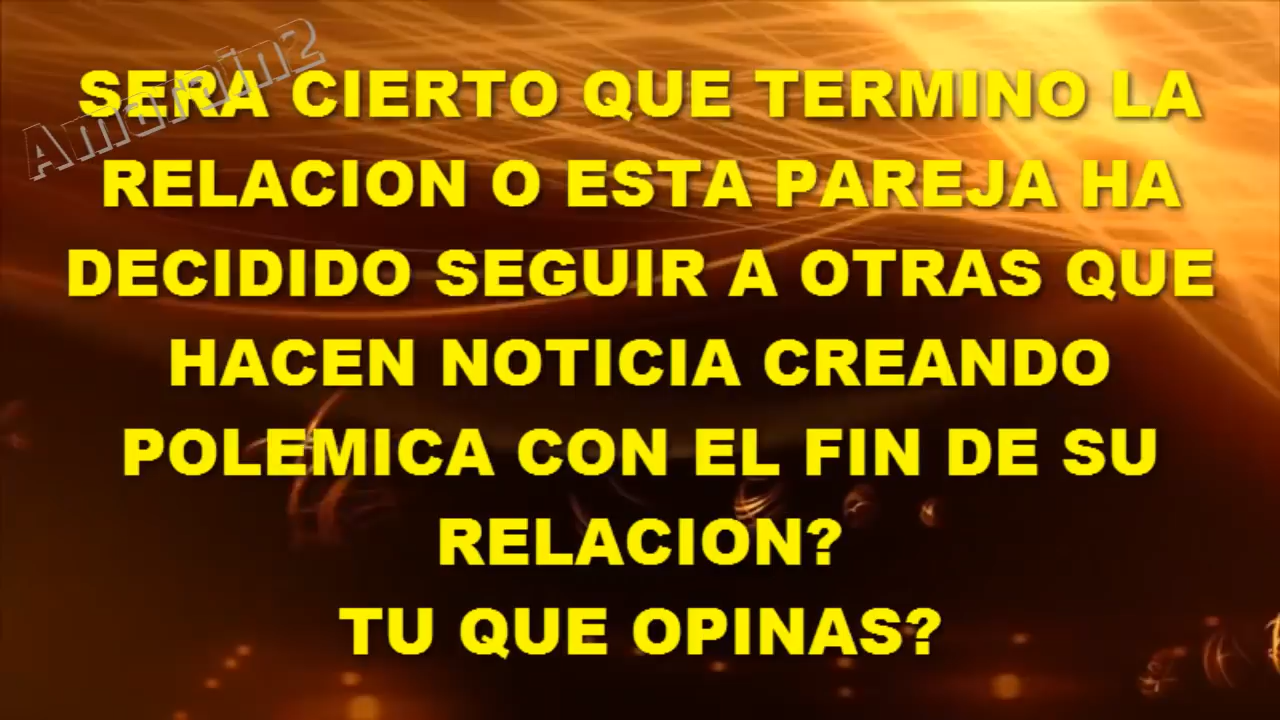 Amorrin2
SERA CIERTO QUE TERMINO LA
RELACION O ESTA PAREJA HA
DECIDIDO SEGUIR A OTRAS QUE
HACEN NOTICIA CREANDO
POLEMICA CON EL FIN DE SU
RELACION?
TU QUE OPINAS?